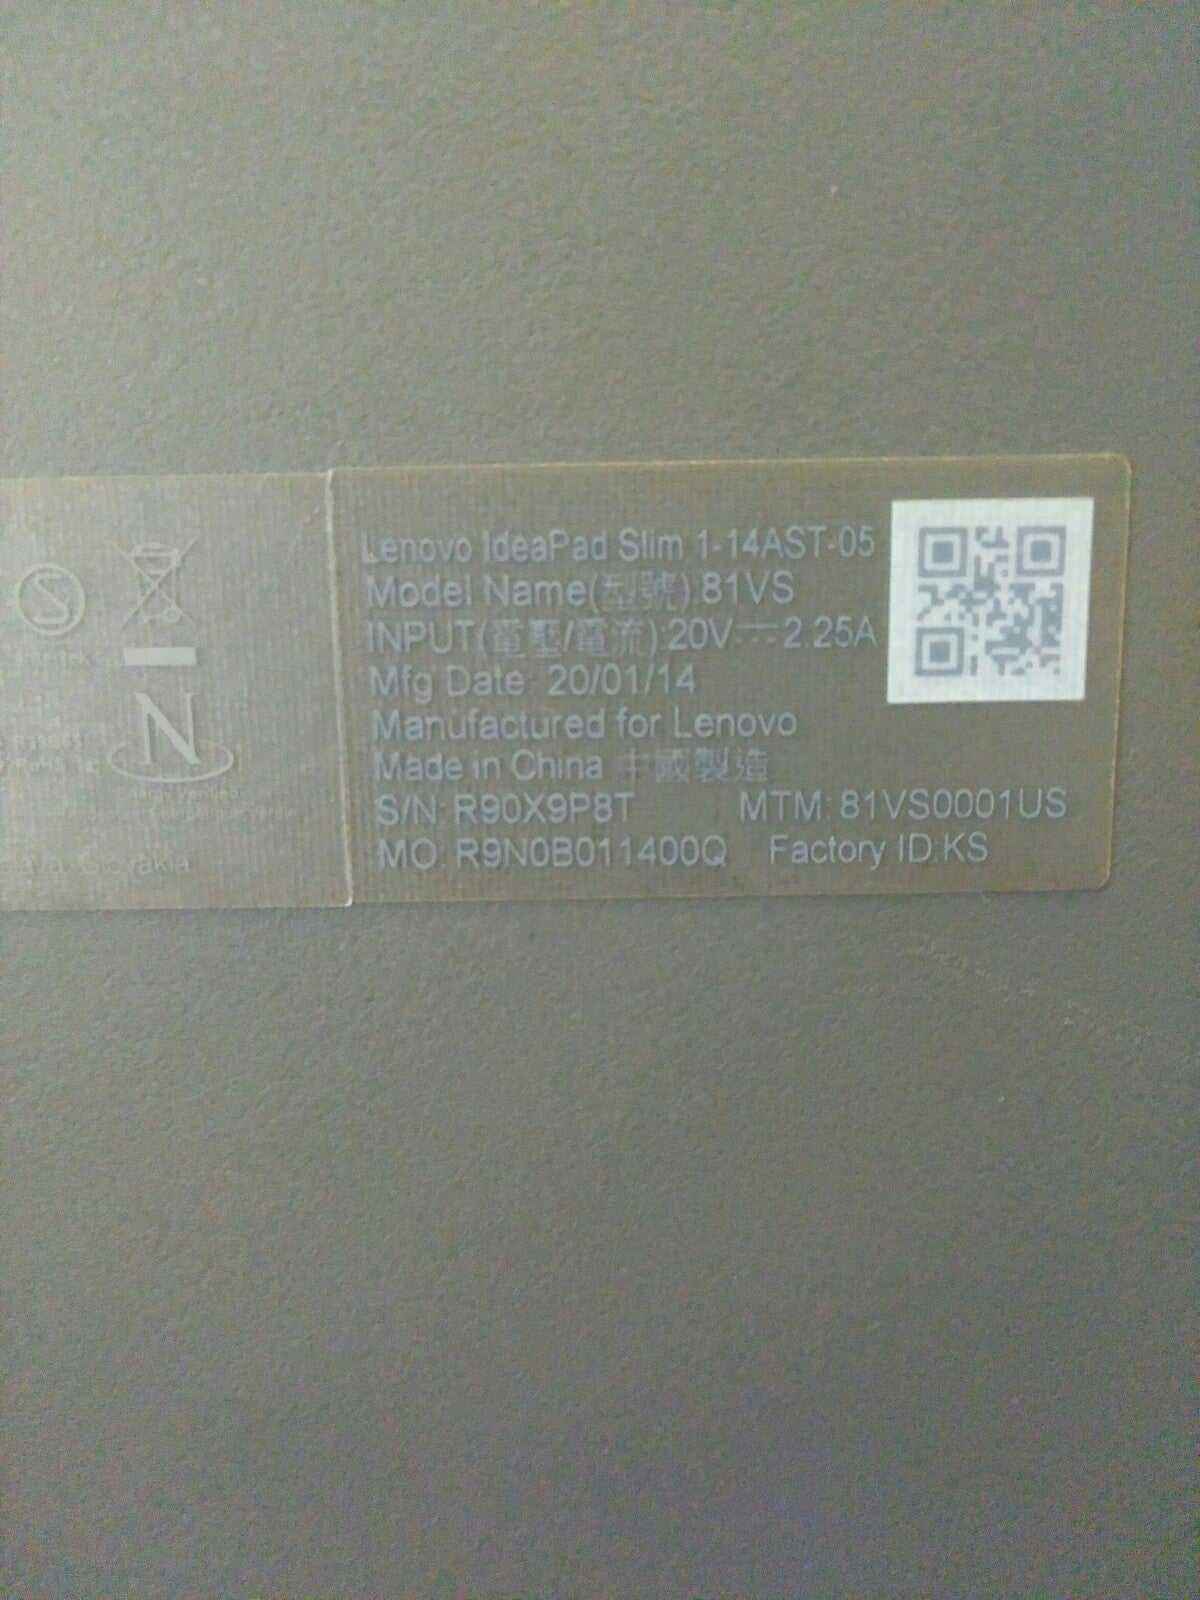 Lenovo IdeaPad Slim 1-14AST-05
Model Name(型號):81VS
INPUT(電壓/電流):20V⎓2.25A
Mfg Date: 20/01/14
Manufactured for Lenovo
Made in China 中國製造
S/N: R90X9P8T MTM: 81VS0001US
MO: R9N0B011400Q Factory ID:KS
N